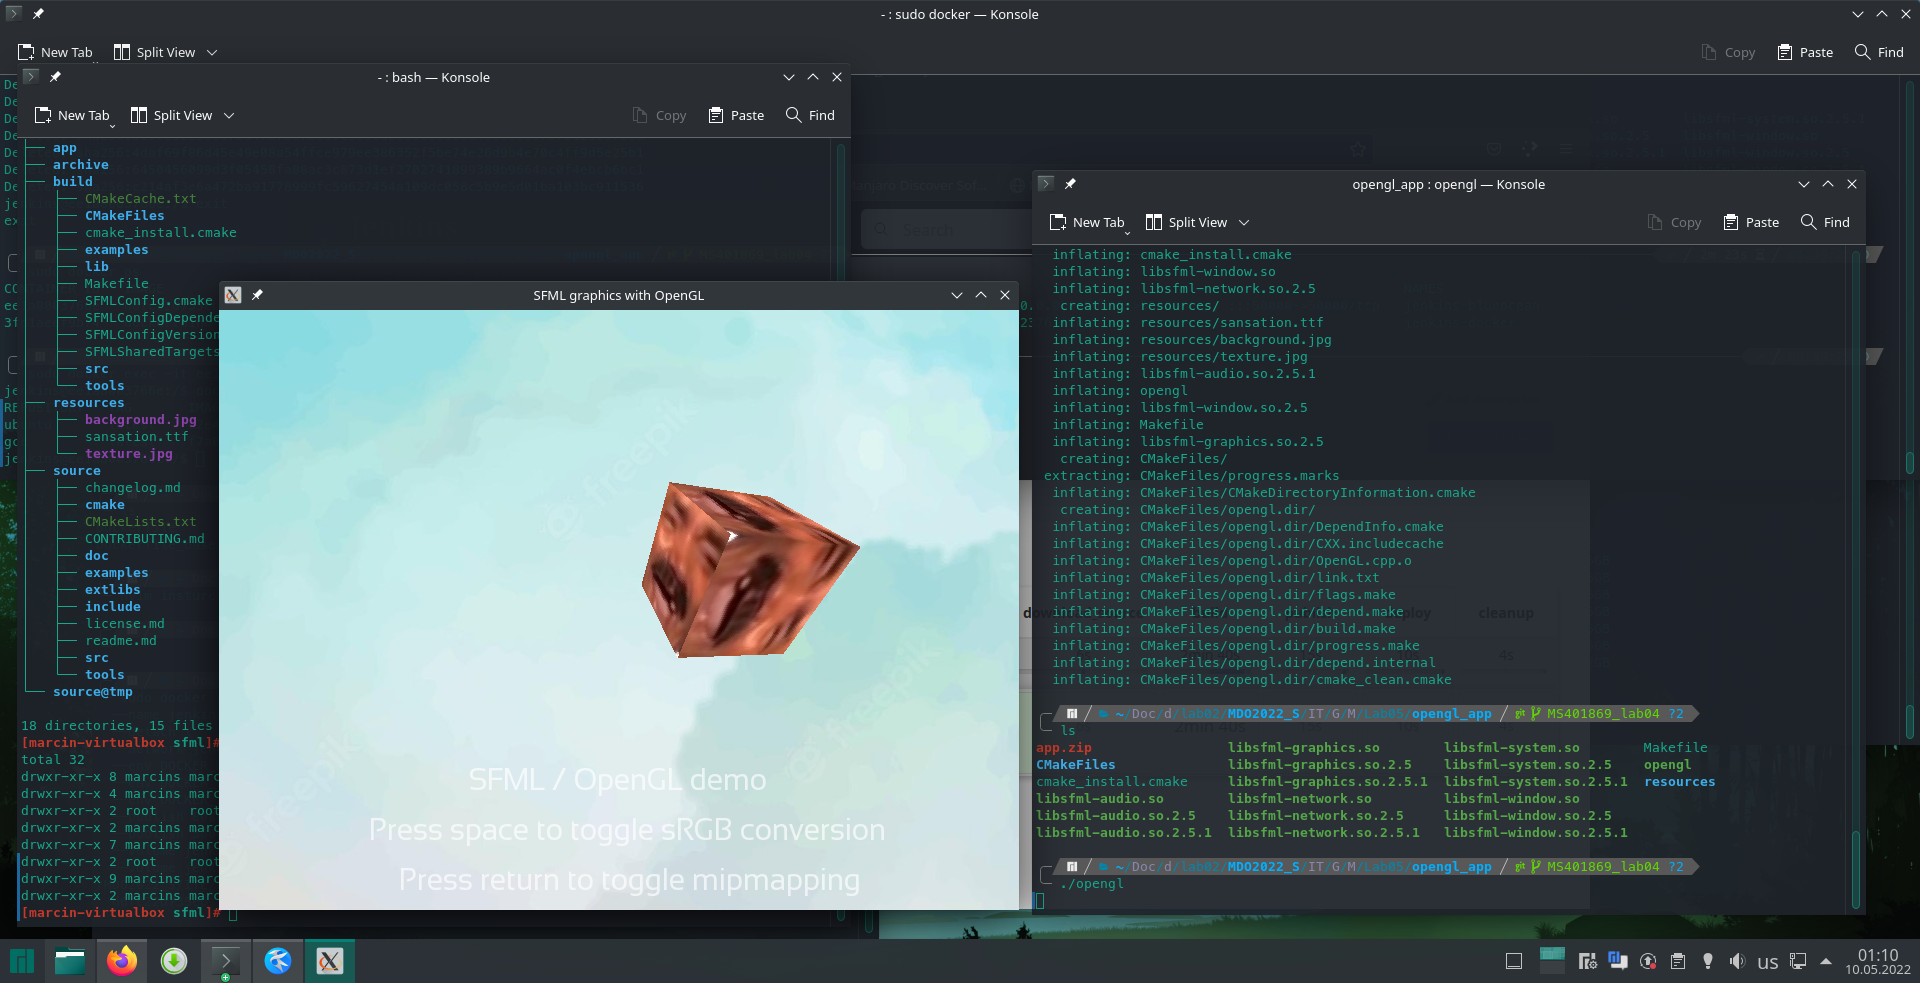 - : sudo docker — Konsole
New Tab
Split View
Copy
Paste
Find
- : bash — Konsole
New Tab
Split View
Copy
Paste
Find
app
archive
build
CMakeCache.txt
CMakeFiles
cmake_install.cmake
examples
lib
Makefile
SFMLConfig.cmake
SFMLConfigDepende
SFMLConfigVersion
SFMLSharedTargets
src
tools
resources
background.jpg
sansation.ttf
texture.jpg
source
changelog.md
cmake
CMakeLists.txt
CONTRIBUTING.md
doc
examples
extlibs
include
license.md
readme.md
src
tools
source@tmp
18 directories, 15 files
[marcin-virtualbox sfml]#
total 32
drwxr-xr-x 8 marcins marc
drwxr-xr-x 4 marcins marc
drwxr-xr-x 2 root root
drwxr-xr-x 2 marcins marc
drwxr-xr-x 7 marcins marc
drwxr-xr-x 2 root root
drwxr-xr-x 9 marcins marc
drwxr-xr-x 2 marcins marc
[marcin-virtualbox sfml]#
SFML graphics with OpenGL
freepik
freepik
freepik
freepik
SFML / OpenGL demo
Press space to toggle sRGB conversion
Press return to toggle mipmapping
Search
opengl_app : opengl — Konsole
New Tab
Split View
Copy
Paste
Find
inflating: cmake_install.cmake
inflating: libsfml-window.so
inflating: libsfml-network.so.2.5
creating: resources/
inflating: resources/sansation.ttf
inflating: resources/background.jpg
inflating: resources/texture.jpg
inflating: libsfml-audio.so.2.5.1
inflating: opengl
inflating: libsfml-window.so.2.5
inflating: Makefile
inflating: libsfml-graphics.so.2.5
creating: CMakeFiles/
extracting: CMakeFiles/progress.marks
inflating: CMakeFiles/CMakeDirectoryInformation.cmake
creating: CMakeFiles/opengl.dir/
inflating: CMakeFiles/opengl.dir/DependInfo.cmake
inflating: CMakeFiles/opengl.dir/CXX.includecache
inflating: CMakeFiles/opengl.dir/OpenGL.cpp.o
inflating: CMakeFiles/opengl.dir/link.txt
inflating: CMakeFiles/opengl.dir/flags.make
inflating: CMakeFiles/opengl.dir/depend.make
inflating: CMakeFiles/opengl.dir/build.make
inflating: CMakeFiles/opengl.dir/progress.make
inflating: CMakeFiles/opengl.dir/depend.internal
inflating: CMakeFiles/opengl.dir/cmake_clean.cmake
cleanup
4s
~/Doc/d/lab02/MDO2022_S/IT/G/M/Lab05/opengl_app MS401869_lab04 ?2
ls
app.zip libsfml-graphics.so libsfml-system.so Makefile
CMakeFiles libsfml-graphics.so.2.5 libsfml-system.so.2.5 opengl
cmake_install.cmake libsfml-graphics.so.2.5.1 libsfml-system.so.2.5.1 resources
libsfml-audio.so libsfml-network.so libsfml-window.so
libsfml-audio.so.2.5 libsfml-network.so.2.5 libsfml-window.so.2.5
libsfml-audio.so.2.5.1 libsfml-network.so.2.5.1 libsfml-window.so.2.5.1
~/Doc/d/lab02/MDO2022_S/IT/G/M/Lab05/opengl_app MS401869_lab04 ?2
./opengl
us
01:10
10.05.2022